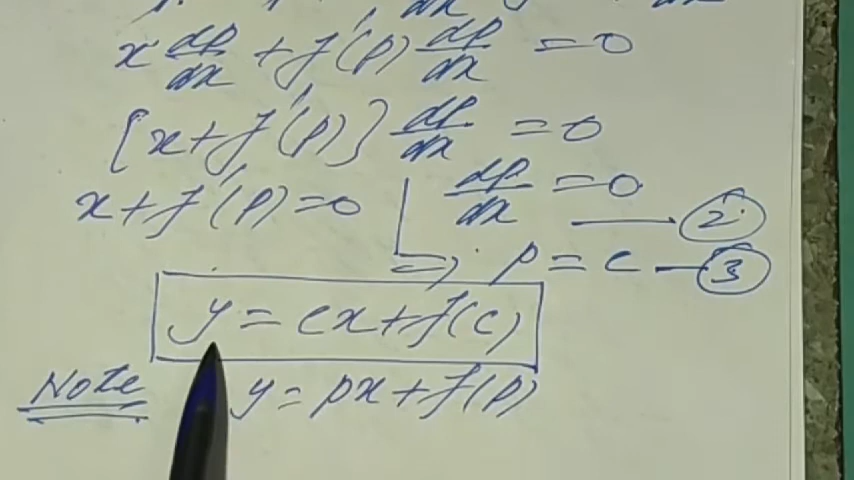 x dp/dx + f'(p) dp/dx = 0
[x + f'(p)] dp/dx = 0
x + f'(p) = 0 | dp/dx = 0 — (2)
=> p = c — (3)
y = cx + f(c)
Note y = px + f(p)